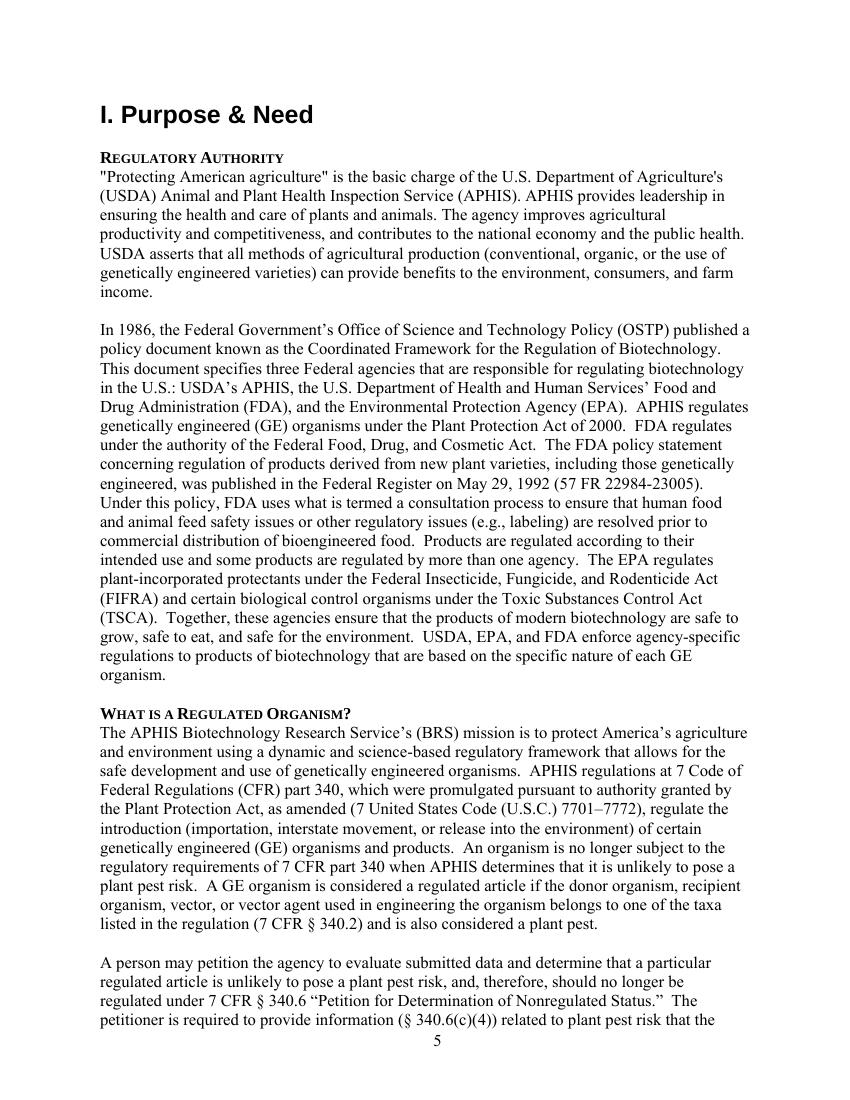 I. Purpose & Need
REGULATORY AUTHORITY
"Protecting American agriculture" is the basic charge of the U.S. Department of Agriculture's
(USDA) Animal and Plant Health Inspection Service (APHIS). APHIS provides leadership in
ensuring the health and care of plants and animals. The agency improves agricultural
productivity and competitiveness, and contributes to the national economy and the public health.
USDA asserts that all methods of agricultural production (conventional, organic, or the use of
genetically engineered varieties) can provide benefits to the environment, consumers, and farm
income.
In 1986, the Federal Government’s Office of Science and Technology Policy (OSTP) published a
policy document known as the Coordinated Framework for the Regulation of Biotechnology.
This document specifies three Federal agencies that are responsible for regulating biotechnology
in the U.S.: USDA’s APHIS, the U.S. Department of Health and Human Services’ Food and
Drug Administration (FDA), and the Environmental Protection Agency (EPA).  APHIS regulates
genetically engineered (GE) organisms under the Plant Protection Act of 2000.  FDA regulates
under the authority of the Federal Food, Drug, and Cosmetic Act.  The FDA policy statement
concerning regulation of products derived from new plant varieties, including those genetically
engineered, was published in the Federal Register on May 29, 1992 (57 FR 22984-23005).
Under this policy, FDA uses what is termed a consultation process to ensure that human food
and animal feed safety issues or other regulatory issues (e.g., labeling) are resolved prior to
commercial distribution of bioengineered food.  Products are regulated according to their
intended use and some products are regulated by more than one agency.  The EPA regulates
plant-incorporated protectants under the Federal Insecticide, Fungicide, and Rodenticide Act
(FIFRA) and certain biological control organisms under the Toxic Substances Control Act
(TSCA).  Together, these agencies ensure that the products of modern biotechnology are safe to
grow, safe to eat, and safe for the environment.  USDA, EPA, and FDA enforce agency-specific
regulations to products of biotechnology that are based on the specific nature of each GE
organism.
WHAT IS A REGULATED ORGANISM?
The APHIS Biotechnology Research Service’s (BRS) mission is to protect America’s agriculture
and environment using a dynamic and science-based regulatory framework that allows for the
safe development and use of genetically engineered organisms.  APHIS regulations at 7 Code of
Federal Regulations (CFR) part 340, which were promulgated pursuant to authority granted by
the Plant Protection Act, as amended (7 United States Code (U.S.C.) 7701–7772), regulate the
introduction (importation, interstate movement, or release into the environment) of certain
genetically engineered (GE) organisms and products.  An organism is no longer subject to the
regulatory requirements of 7 CFR part 340 when APHIS determines that it is unlikely to pose a
plant pest risk.  A GE organism is considered a regulated article if the donor organism, recipient
organism, vector, or vector agent used in engineering the organism belongs to one of the taxa
listed in the regulation (7 CFR § 340.2) and is also considered a plant pest.
A person may petition the agency to evaluate submitted data and determine that a particular
regulated article is unlikely to pose a plant pest risk, and, therefore, should no longer be
regulated under 7 CFR § 340.6 “Petition for Determination of Nonregulated Status.”  The
petitioner is required to provide information (§ 340.6(c)(4)) related to plant pest risk that the
5